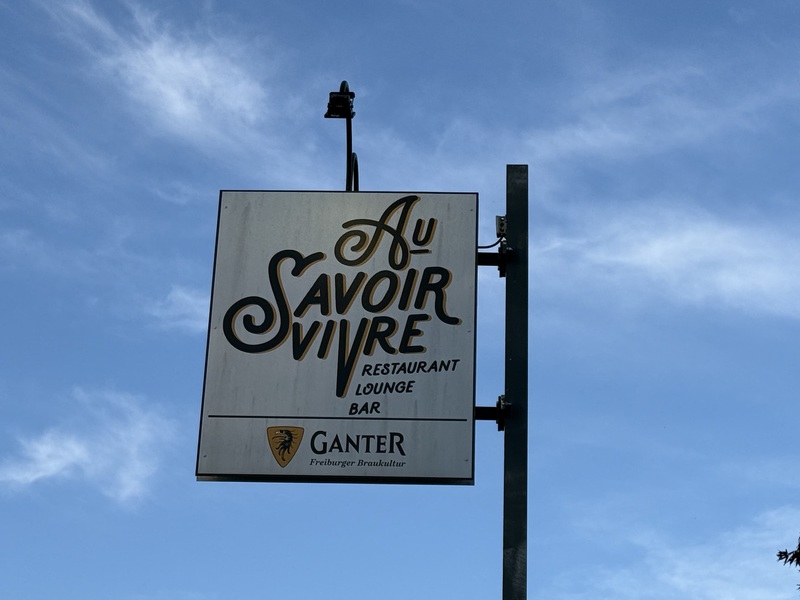 Au
SAVOIR
VIVRE
RESTAURANT
LOUNGE
BAR
GANTER
Freiburger Braukultur